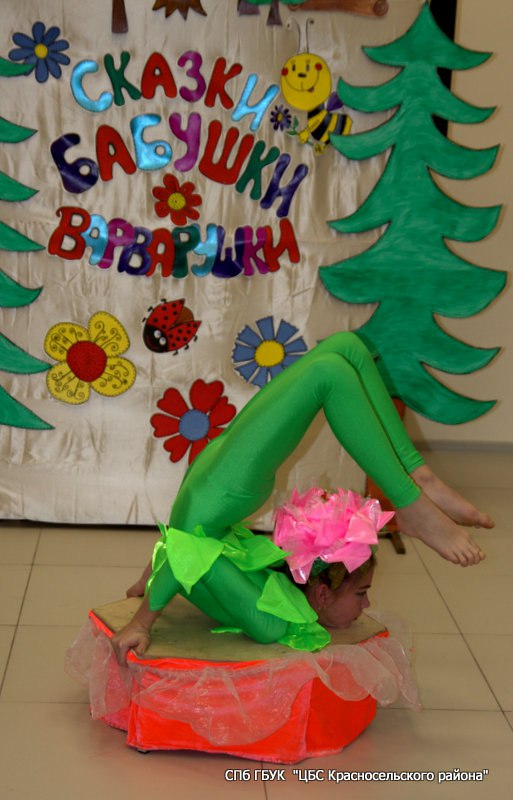 СКАЗКИ
БАБУШКИ
ВАРВАРУШКИ
СПб ГБУК "ЦБС Красносельского района"